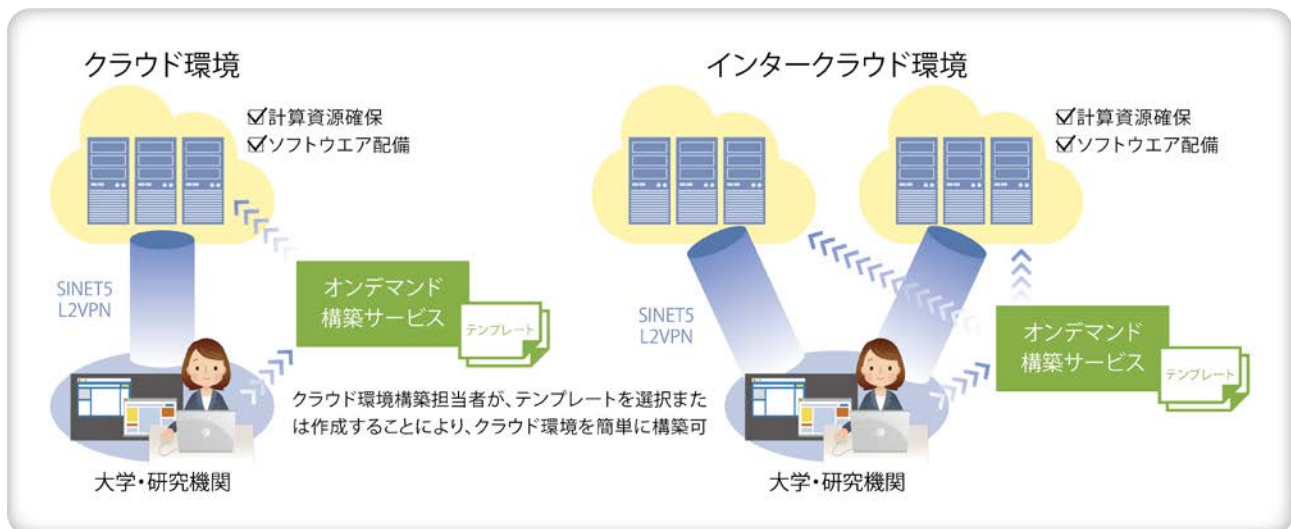 クラウド環境
☑計算資源確保
☑ソフトウエア配備
SINET5
L2VPN
オンデマンド
構築サービス
テンプレート
クラウド環境構築担当者が、テンプレートを選択また
は作成することにより、クラウド環境を簡単に構築可
大学・研究機関
インタークラウド環境
☑計算資源確保
☑ソフトウエア配備
SINET5
L2VPN
オンデマンド
構築サービス
テンプレート
大学・研究機関